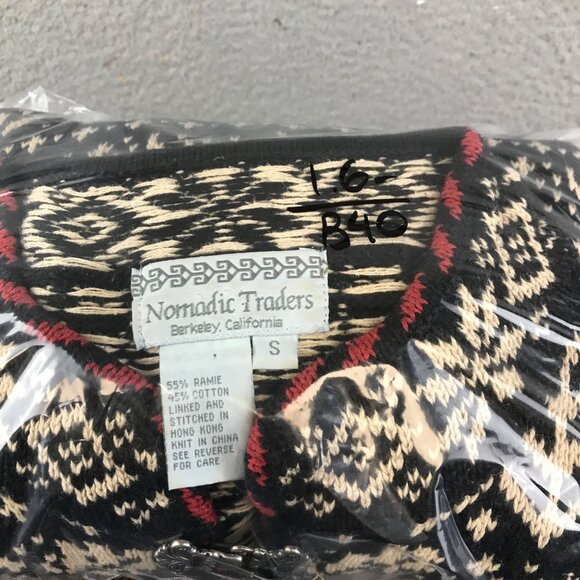 1.6-
B40
Nomadic Traders
Berkeley, California
S
55% RAMIE
45% COTTON
LINKED AND
STITCHED IN
HONG KONG
KNIT IN CHINA
SEE REVERSE
FOR CARE